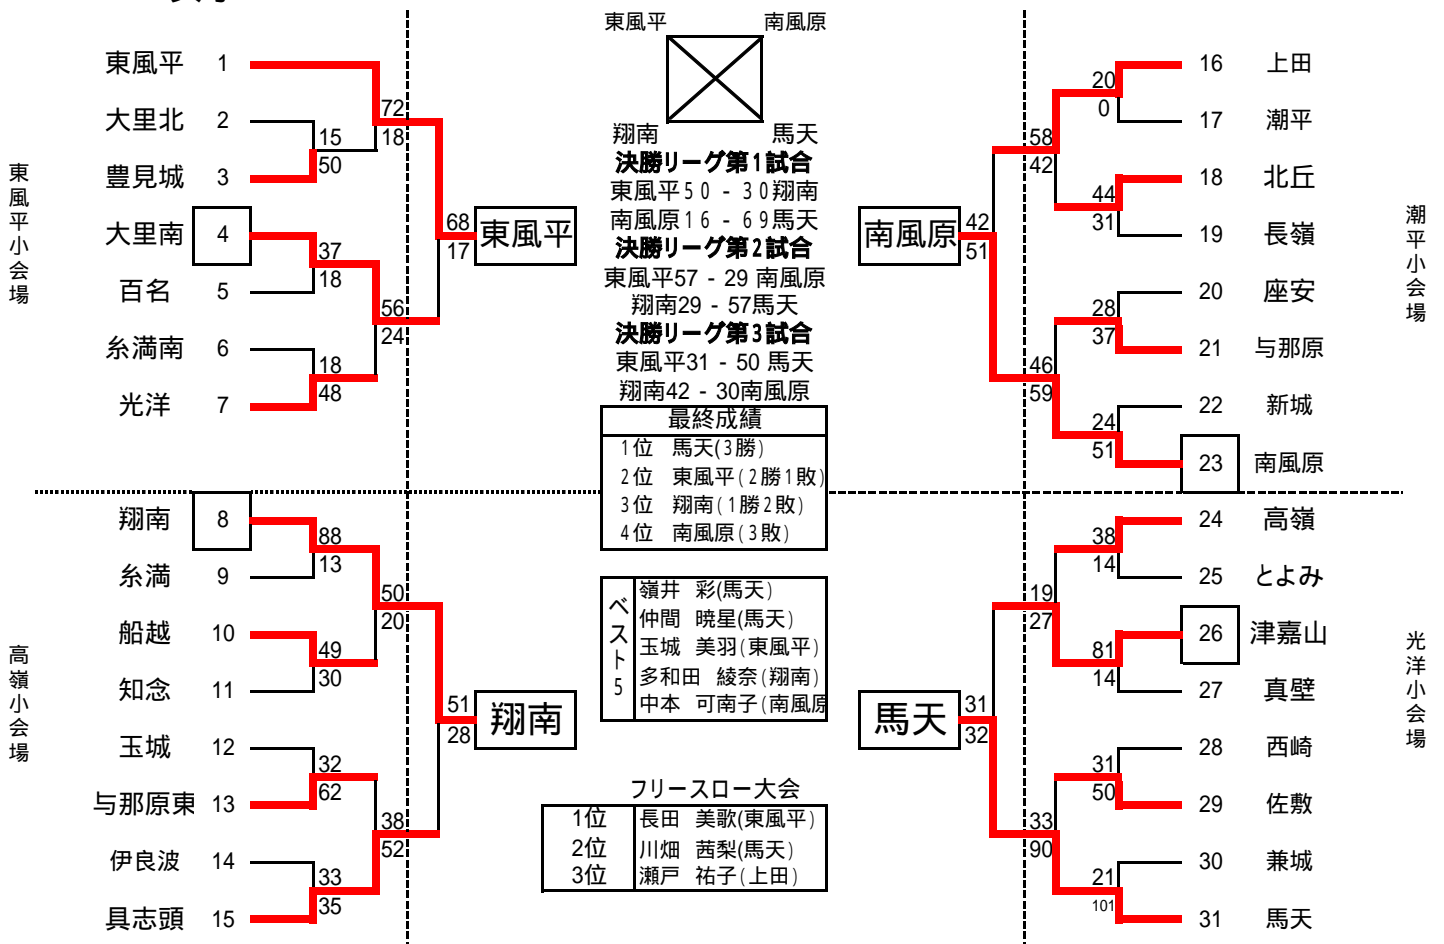 東風平 南風原
翔南 馬天
決勝リーグ第1試合
東風平50 - 30翔南
南風原16 - 69馬天
決勝リーグ第2試合
東風平57 - 29 南風原
翔南29 - 57馬天
決勝リーグ第3試合
東風平31 - 50 馬天
翔南42 - 30南風原
最終成績
1位 馬天(3勝)
2位 東風平(2勝1敗)
3位 翔南(1勝2敗)
4位 南風原(3敗)
ベスト5
嶺井 彩(馬天)
仲間 暁星(馬天)
玉城 美羽(東風平)
多和田 綾奈(翔南)
中本 可南子(南風原
フリースロー大会
1位 長田 美歌(東風平)
2位 川畑 茜梨(馬天)
3位 瀬戸 祐子(上田)
東風平小会場
東風平 1
大里北 2
豊見城 3
大里南 4
百名 5
糸満南 6
光洋 7
15
50
72
18
37
18
18
48
56
24
68
17
東風平
高嶺小会場
翔南 8
糸満 9
船越 10
知念 11
玉城 12
与那原東 13
伊良波 14
具志頭 15
88
13
49
30
50
20
32
62
33
35
38
52
51
28
翔南
潮平小会場
16 上田
17 潮平
18 北丘
19 長嶺
20 座安
21 与那原
22 新城
23 南風原
20
0
44
31
58
42
28
37
24
51
46
59
42
51
南風原
光洋小会場
24 高嶺
25 とよみ
26 津嘉山
27 真壁
28 西崎
29 佐敷
30 兼城
31 馬天
38
14
81
14
19
27
31
50
21
101
33
90
31
32
馬天